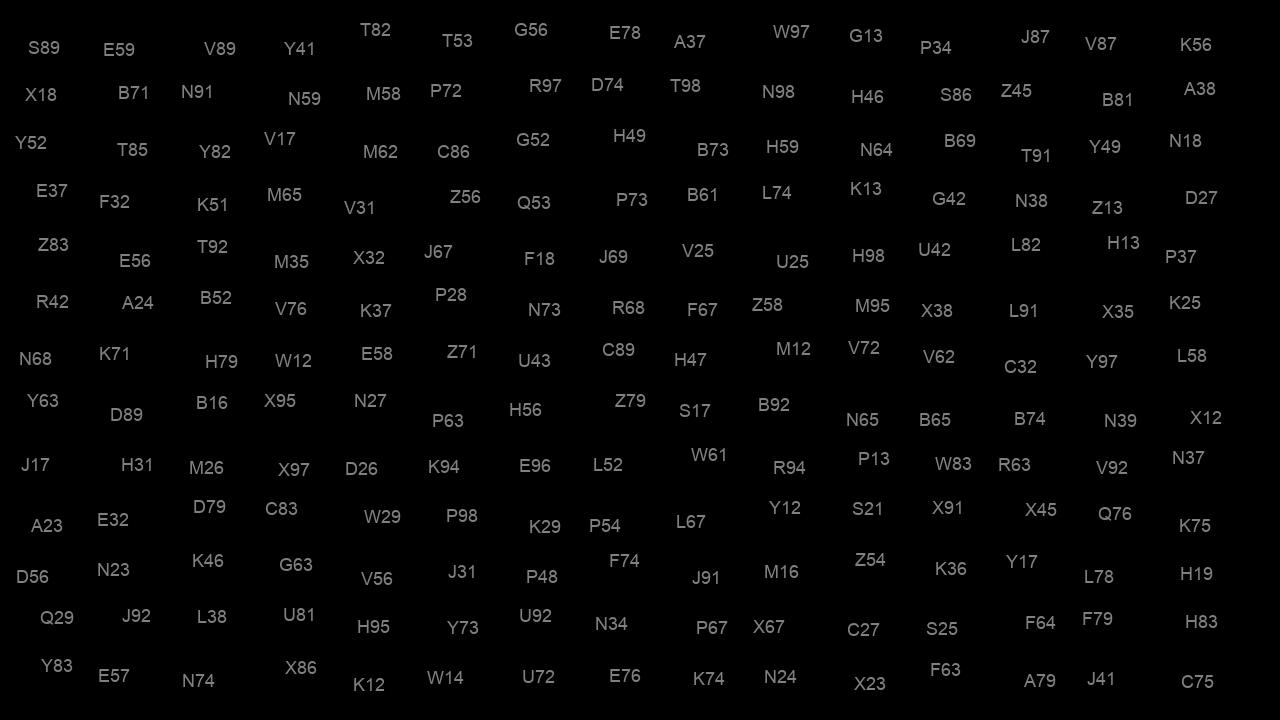 S89 E59 V89 Y41 T82 T53 G56 E78 A37 W97 G13 P34 J87 V87 K56
X18 B71 N91 N59 M58 P72 R97 D74 T98 N98 H46 S86 Z45 B81 A38
Y52 T85 Y82 V17 M62 C86 G52 H49 B73 H59 N64 B69 T91 Y49 N18
E37 F32 K51 M65 V31 Z56 Q53 P73 B61 L74 K13 G42 N38 Z13 D27
Z83 E56 T92 M35 X32 J67 F18 J69 V25 U25 H98 U42 L82 H13 P37
R42 A24 B52 V76 K37 P28 N73 R68 F67 Z58 M95 X38 L91 X35 K25
N68 K71 H79 W12 E58 Z71 U43 C89 H47 M12 V72 V62 C32 Y97 L58
Y63 D89 B16 X95 N27 P63 H56 Z79 S17 B92 N65 B65 B74 N39 X12
J17 H31 M26 X97 D26 K94 E96 L52 W61 R94 P13 W83 R63 V92 N37
A23 E32 D79 C83 W29 P98 K29 P54 L67 Y12 S21 X91 X45 Q76 K75
D56 N23 K46 G63 V56 J31 P48 F74 J91 M16 Z54 K36 Y17 L78 H19
Q29 J92 L38 U81 H95 Y73 U92 N34 P67 X67 C27 S25 F64 F79 H83
Y83 E57 N74 X86 K12 W14 U72 E76 K74 N24 X23 F63 A79 J41 C75